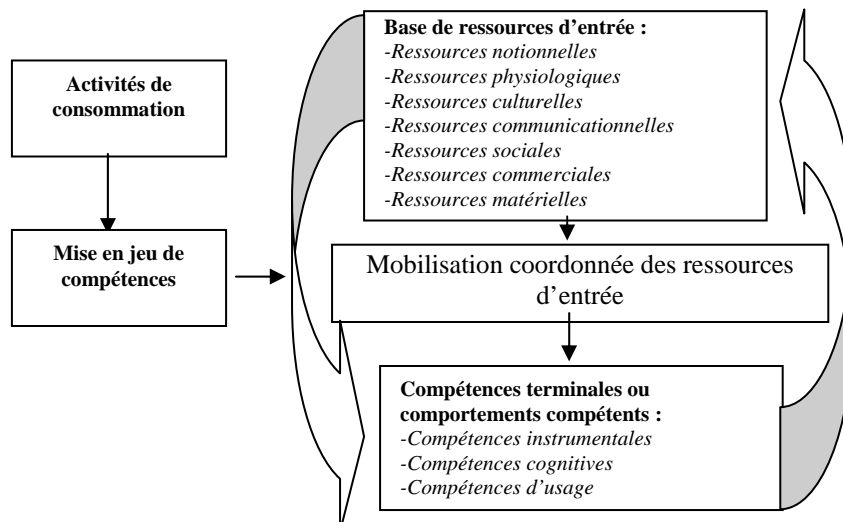 Activités de
consommation
Mise en jeu de
compétences
Base de ressources d’entrée :
-Ressources notionnelles
-Ressources physiologiques
-Ressources culturelles
-Ressources communicationnelles
-Ressources sociales
-Ressources commerciales
-Ressources matérielles
Mobilisation coordonnée des ressources
d’entrée
Compétences terminales ou
comportements compétents :
-Compétences instrumentales
-Compétences cognitives
-Compétences d’usage